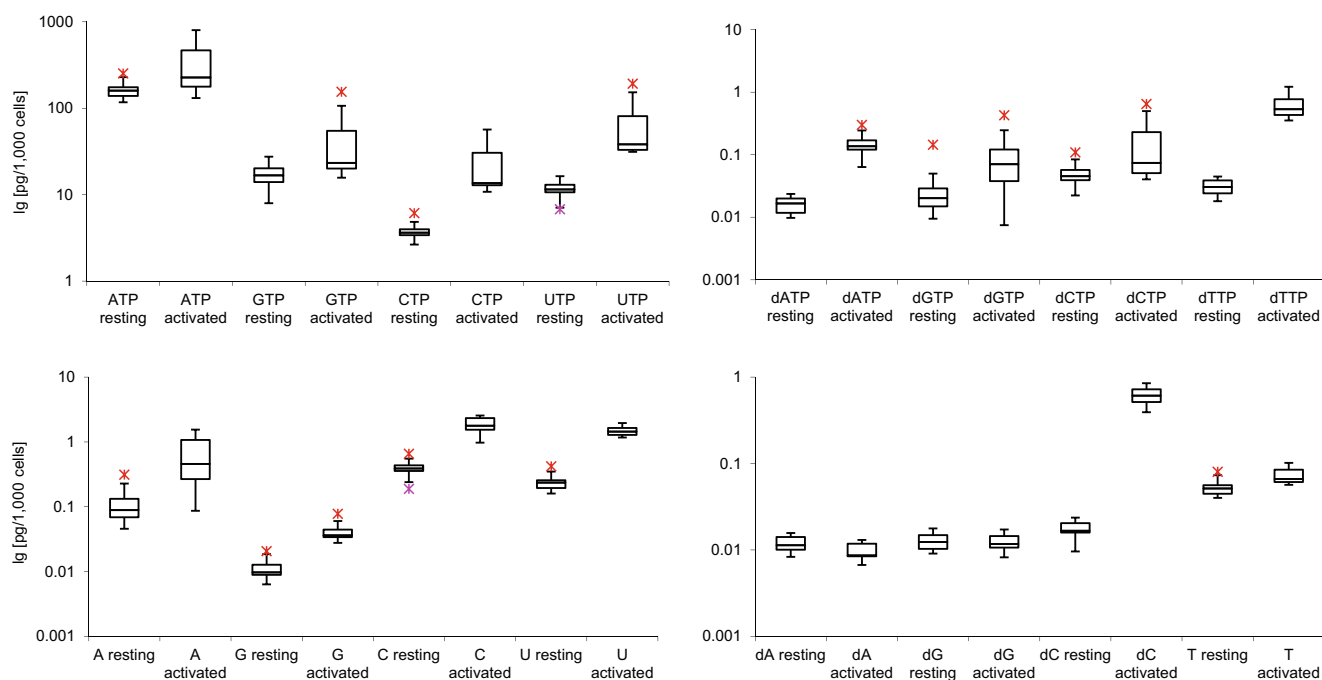 1000
100
10
1
lg [pg/1,000 cells]
ATP resting
ATP activated
GTP resting
GTP activated
CTP resting
CTP activated
UTP resting
UTP activated
10
1
0.1
0.01
0.001
dATP resting
dATP activated
dGTP resting
dGTP activated
dCTP resting
dCTP activated
dTTP resting
dTTP activated
10
1
0.1
0.01
0.001
lg [pg/1,000 cells]
A resting
A activated
G resting
G activated
C resting
C activated
U resting
U activated
1
0.1
0.01
0.001
dA resting
dA activated
dG resting
dG activated
dC resting
dC activated
T resting
T activated